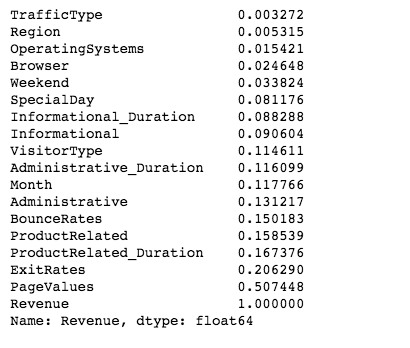 TrafficType 0.003272
Region 0.005315
OperatingSystems 0.015421
Browser 0.024648
Weekend 0.033824
SpecialDay 0.081176
Informational_Duration 0.088288
Informational 0.090604
VisitorType 0.114611
Administrative_Duration 0.116099
Month 0.117766
Administrative 0.131217
BounceRates 0.150183
ProductRelated 0.158539
ProductRelated_Duration 0.167376
ExitRates 0.206290
PageValues 0.507448
Revenue 1.000000
Name: Revenue, dtype: float64